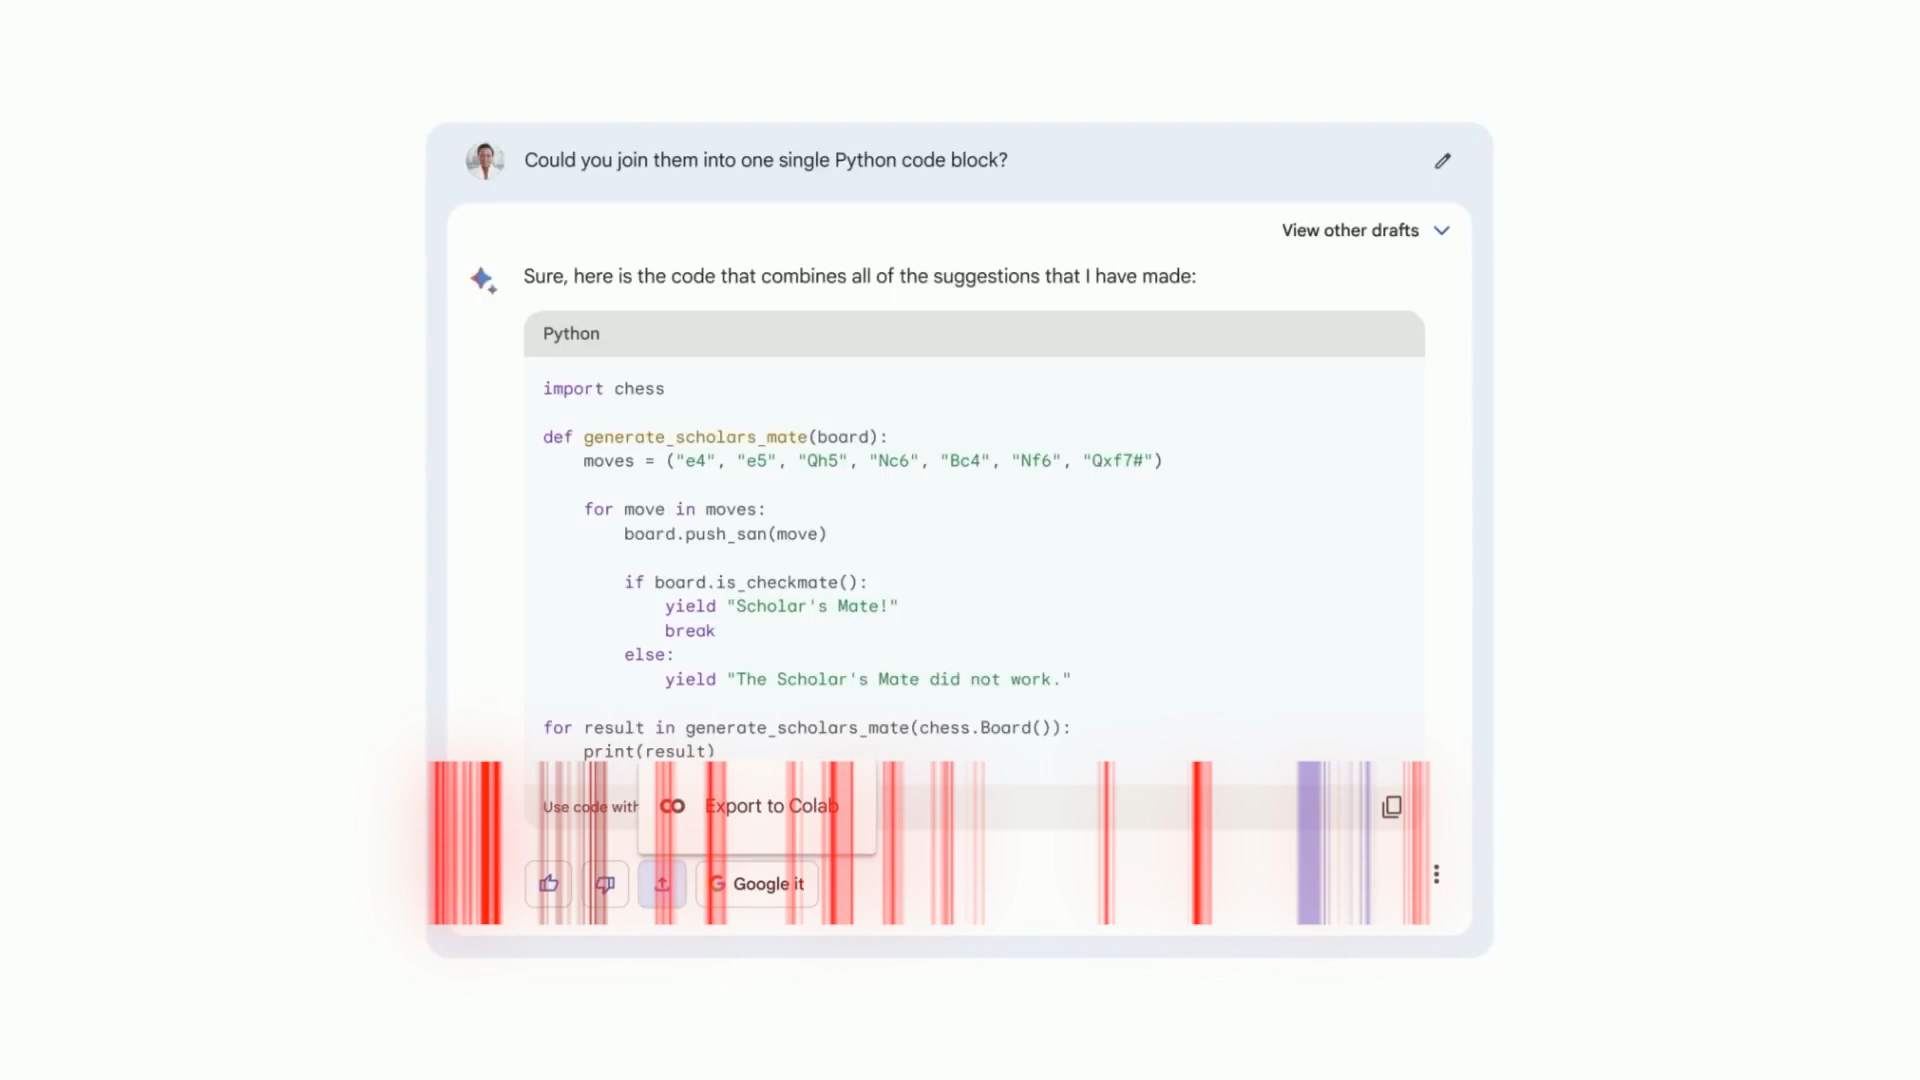 Could you join them into one single Python code block?
View other drafts
Sure, here is the code that combines all of the suggestions that I have made:
Python
import chess
def generate_scholars_mate(board):
    moves = ("e4", "e5", "Qh5", "Nc6", "Bc4", "Nf6", "Qxf7#")
    for move in moves:
        board.push_san(move)
        if board.is_checkmate():
            yield "Scholar's Mate!"
            break
        else:
            yield "The Scholar's Mate did not work."
for result in generate_scholars_mate(chess.Board()):
    print(result)
Use code with
Export to Colab
Google it